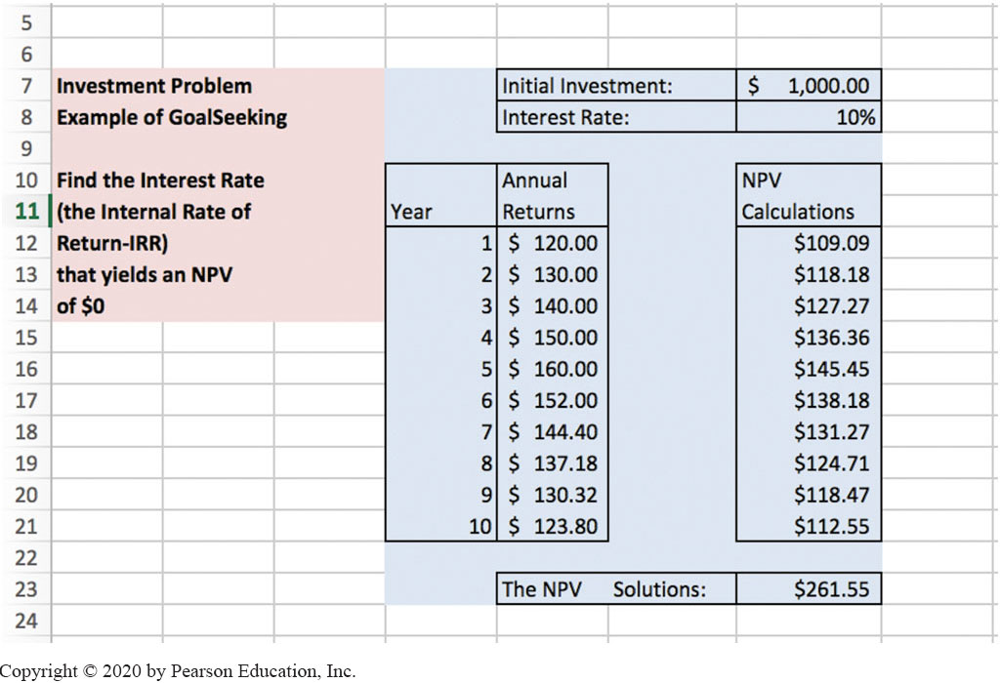 5
6
7 Investment Problem Initial Investment: $ 1,000.00
8 Example of GoalSeeking Interest Rate: 10%
9
10 Find the Interest Rate Annual NPV
11 (the Internal Rate of Year Returns Calculations
12 Return-IRR) 1 $ 120.00 $109.09
13 that yields an NPV 2 $ 130.00 $118.18
14 of $0 3 $ 140.00 $127.27
15 4 $ 150.00 $136.36
16 5 $ 160.00 $145.45
17 6 $ 152.00 $138.18
18 7 $ 144.40 $131.27
19 8 $ 137.18 $124.71
20 9 $ 130.32 $118.47
21 10 $ 123.80 $112.55
22
23 The NPV Solutions: $261.55
24
Copyright © 2020 by Pearson Education, Inc.